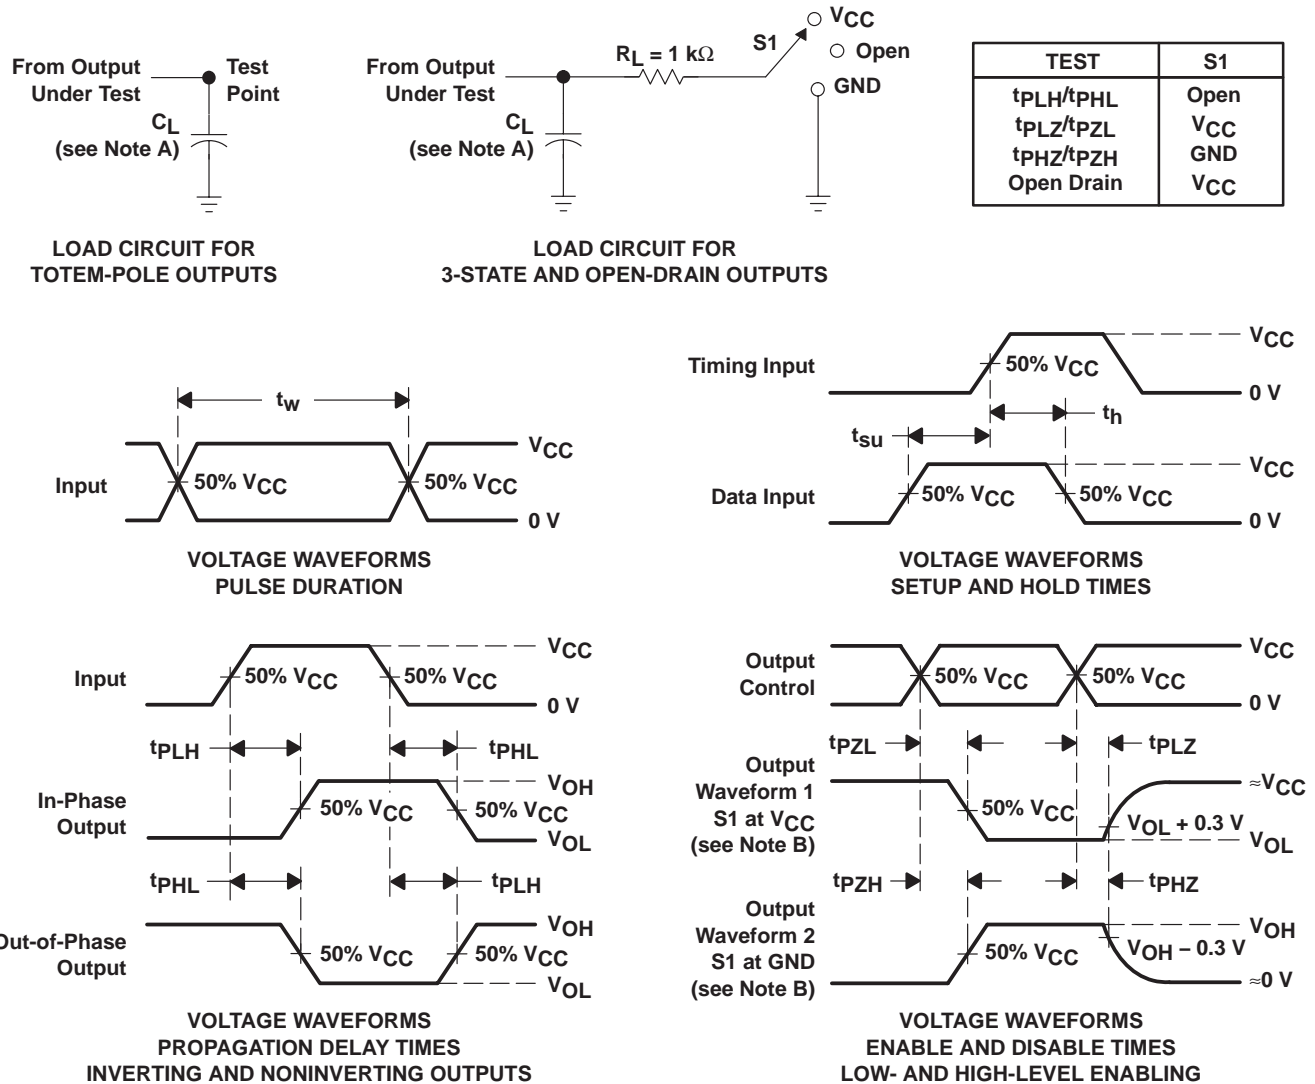 From Output
Under Test
Test
Point
CL
(see Note A)
LOAD CIRCUIT FOR
TOTEM-POLE OUTPUTS
From Output
Under Test
RL = 1 kΩ
S1
VCC
Open
GND
CL
(see Note A)
LOAD CIRCUIT FOR
3-STATE AND OPEN-DRAIN OUTPUTS
TEST S1
tPLH/tPHL Open
tPLZ/tPZL VCC
tPHZ/tPZH GND
Open Drain VCC
tw
Input
50% VCC
50% VCC
VCC
0 V
VOLTAGE WAVEFORMS
PULSE DURATION
Timing Input
50% VCC
VCC
0 V
th
tsu
Data Input
50% VCC
50% VCC
VCC
0 V
VOLTAGE WAVEFORMS
SETUP AND HOLD TIMES
Input
50% VCC
50% VCC
VCC
0 V
tPLH
tPHL
In-Phase
Output
50% VCC
50% VCC
VOH
VOL
tPHL
tPLH
Out-of-Phase
Output
50% VCC
50% VCC
VOH
VOL
VOLTAGE WAVEFORMS
PROPAGATION DELAY TIMES
INVERTING AND NONINVERTING OUTPUTS
Output
Control
50% VCC
50% VCC
VCC
0 V
tPZL
tPLZ
Output
Waveform 1
S1 at VCC
(see Note B)
50% VCC
VOL + 0.3 V
≈VCC
VOL
tPZH
tPHZ
Output
Waveform 2
S1 at GND
(see Note B)
50% VCC
VOH − 0.3 V
VOH
≈0 V
VOLTAGE WAVEFORMS
ENABLE AND DISABLE TIMES
LOW- AND HIGH-LEVEL ENABLING